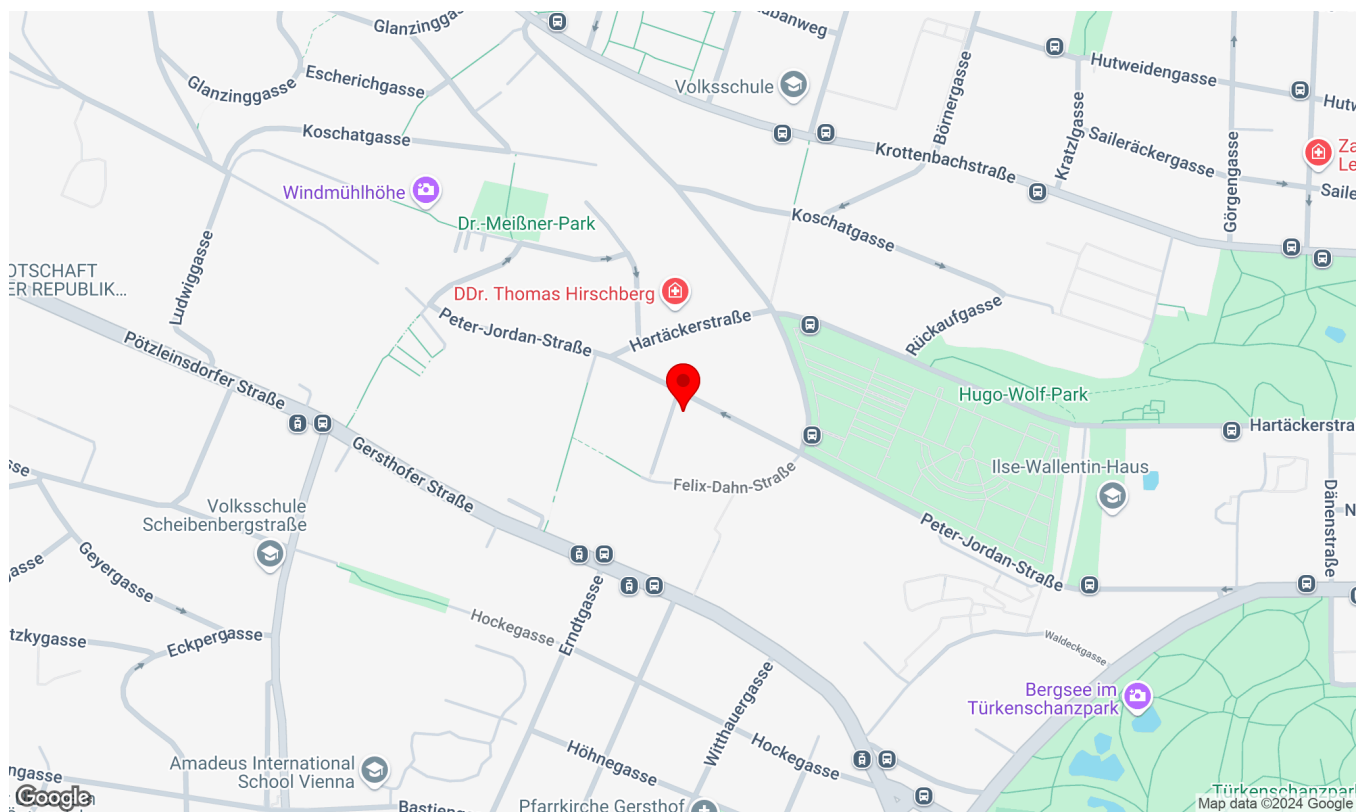 Glanzinggasse
Glanzinggasse
Escherichgasse
Koschatgasse
Volksschule
Börnergasse
Hutweidengasse
Kratzlgasse
Saileräckergasse
Krottenbachstraße
Görgengasse
Windmühlhöhe
Dr.-Meißner-Park
Koschatgasse
Ludwiggasse
DDr. Thomas Hirschberg
Hartäckerstraße
Peter-Jordan-Straße
Rückaufgasse
Pötzleinsdorfer Straße
Hugo-Wolf-Park
Gersthofer Straße
Ilse-Wallentin-Haus
Felix-Dahn-Straße
Volksschule
Scheibenbergstraße
Dänenstraße
Peter-Jordan-Straße
Geyergasse
Erndtgasse
Hockegasse
Eckpergasse
Waldeckgasse
Bergsee im
Türkenschanzpark
Witthauergasse
Hockegasse
Höhnegasse
Amadeus International
School Vienna
Pfarrkirche Gersthof
Google
Map data ©2024 Google